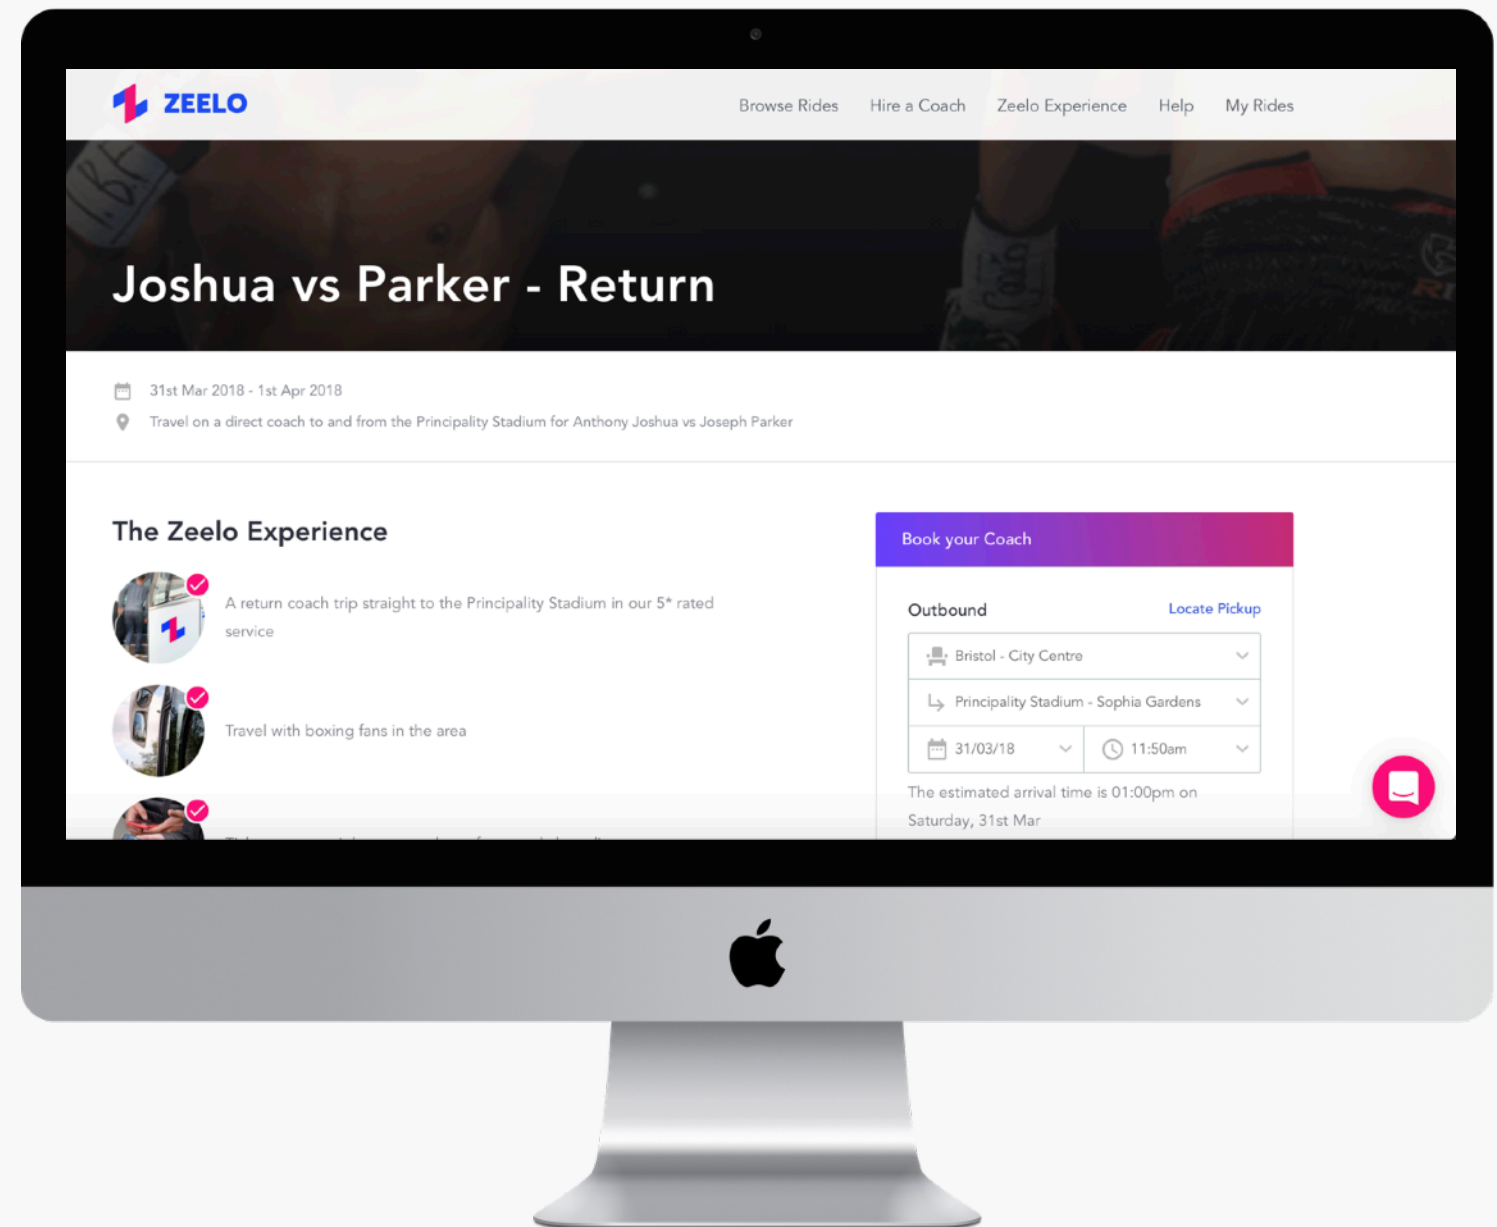 ZEELO
Browse Rides Hire a Coach Zeelo Experience Help My Rides
Joshua vs Parker - Return
31st Mar 2018 - 1st Apr 2018
Travel on a direct coach to and from the Principality Stadium for Anthony Joshua vs Joseph Parker
The Zeelo Experience
A return coach trip straight to the Principality Stadium in our 5* rated
service
Travel with boxing fans in the area
Book your Coach
Outbound Locate Pickup
Bristol - City Centre
Principality Stadium - Sophia Gardens
31/03/18 11:50am
The estimated arrival time is 01:00pm on
Saturday, 31st Mar